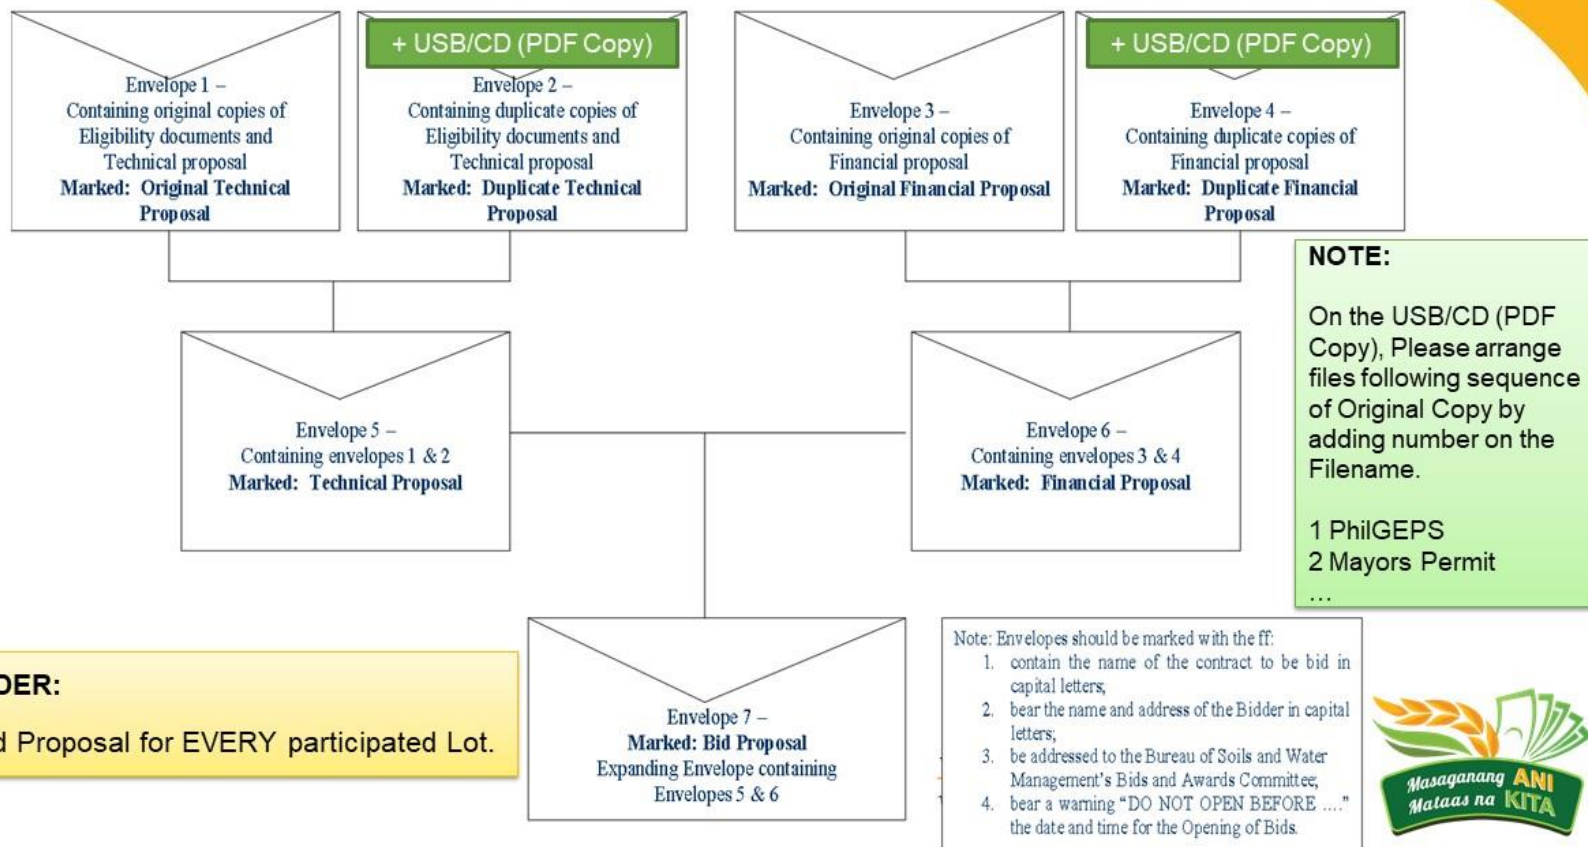 + USB/CD (PDF Copy)
Envelope 1 –
Containing original copies of
Eligibility documents and
Technical proposal
Marked: Original Technical
Proposal
Envelope 2 –
Containing duplicate copies of
Eligibility documents and
Technical proposal
Marked: Duplicate Technical
Proposal
Envelope 3 –
Containing original copies of
Financial proposal
Marked: Original Financial Proposal
+ USB/CD (PDF Copy)
Envelope 4 –
Containing duplicate copies of
Financial proposal
Marked: Duplicate Financial
Proposal
NOTE:
On the USB/CD (PDF
Copy), Please arrange
files following sequence
of Original Copy by
adding number on the
Filename.
1 PhilGEPS
2 Mayors Permit
...
Envelope 5 –
Containing envelopes 1 & 2
Marked: Technical Proposal
Envelope 6 –
Containing envelopes 3 & 4
Marked: Financial Proposal
DER:
d Proposal for EVERY participated Lot.
Envelope 7 –
Marked: Bid Proposal
Expanding Envelope containing
Envelopes 5 & 6
Note: Envelopes should be marked with the ff:
1. contain the name of the contract to be bid in
capital letters;
2. bear the name and address of the Bidder in capital
letters;
3. be addressed to the Bureau of Soils and Water
Management's Bids and Awards Committee;
4. bear a warning “DO NOT OPEN BEFORE ....”
the date and time for the Opening of Bids.
Masaganang ANI
Mataas na KITA